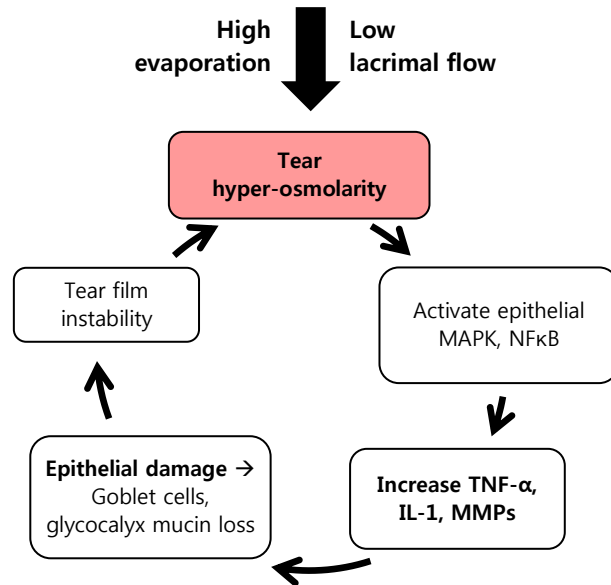 High
evaporation
Low
lacrimal flow
Tear
hyper-osmolarity
Activate epithelial
MAPK, NFκB
Increase TNF-α,
IL-1, MMPs
Epithelial damage →
Goblet cells,
glycocalyx mucin loss
Tear film
instability